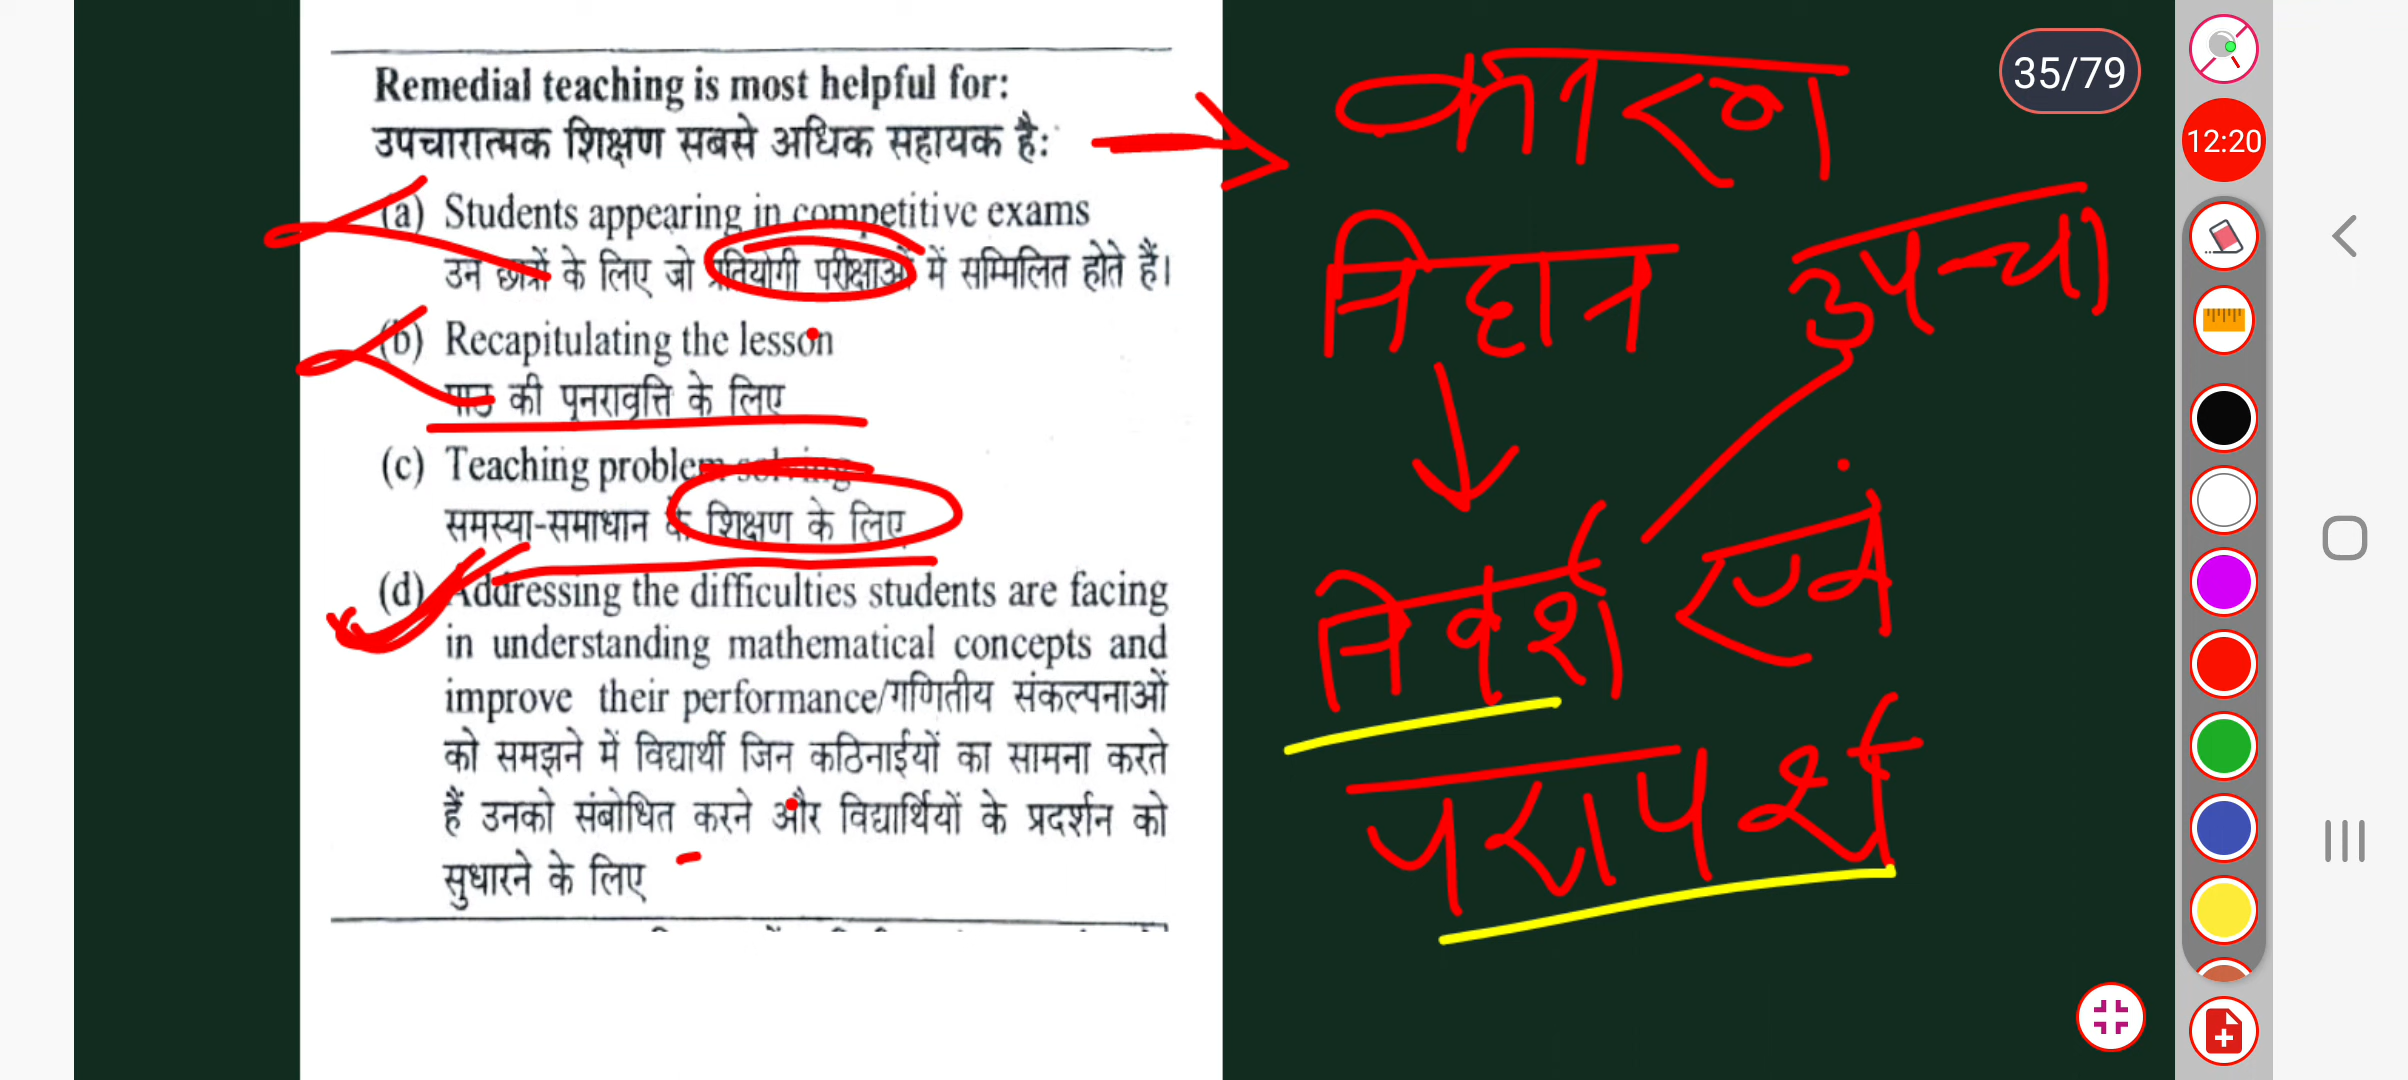 Remedial teaching is most helpful for:
उपचारात्मक शिक्षण सबसे अधिक सहायक है:
(a) Students appearing in competitive exams
उन छात्रों के लिए जो प्रतियोगी परीक्षाओं में सम्मिलित होते हैं।
(b) Recapitulating the lesson
पाठ की पुनरावृत्ति के लिए
(c) Teaching problem solving
समस्या-समाधान के शिक्षण के लिए
(d) Addressing the difficulties students are facing
in understanding mathematical concepts and
improve their performance/गणितीय संकल्पनाओं
को समझने में विद्यार्थी जिन कठिनाईयों का सामना करते
हैं उनको संबोधित करने और विद्यार्थियों के प्रदर्शन को
सुधारने के लिए
कारण
निदान उपचा
एवं
35/79
12:20